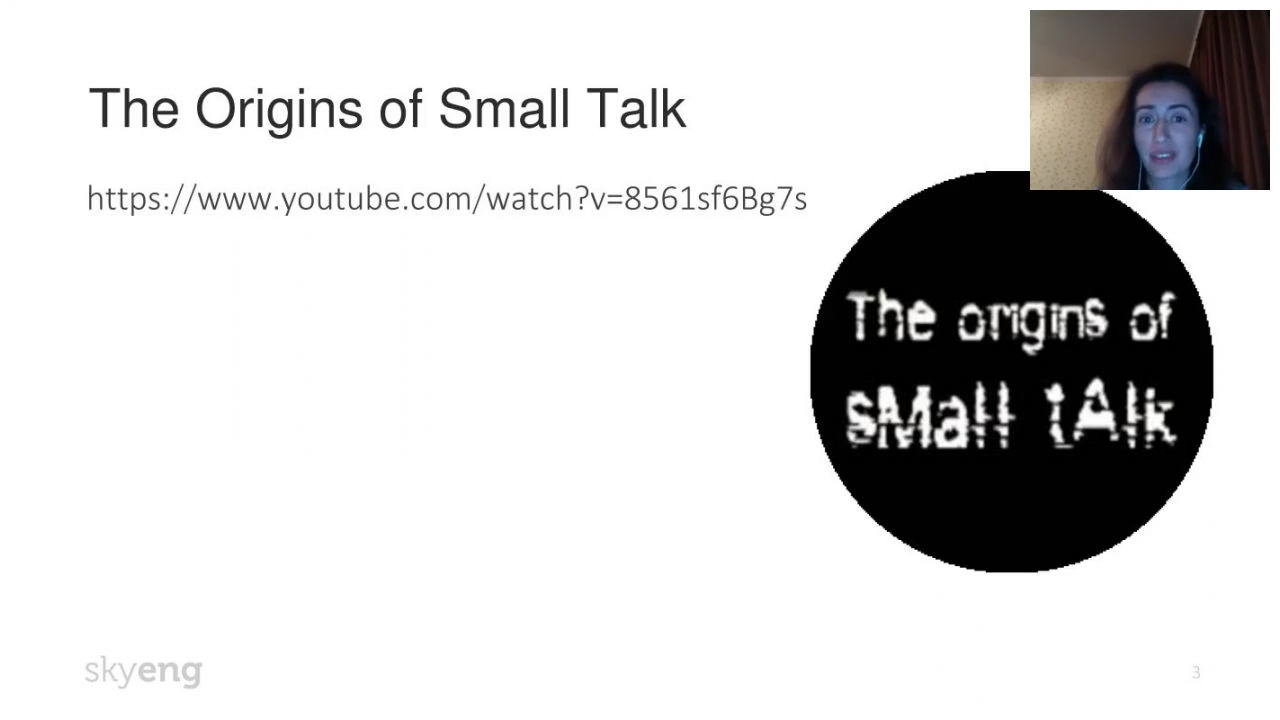 The Origins of Small Talk
https://www.youtube.com/watch?v=8561sf6Bg7s
The origins of
sMall tAlk
skyeng
3